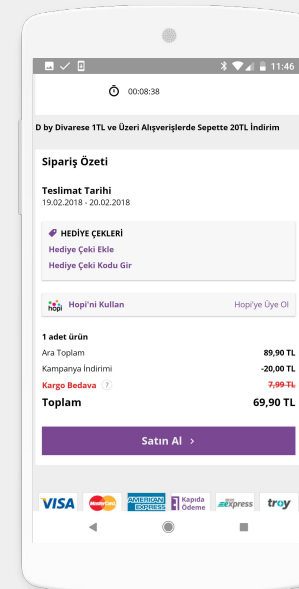 11:46
00:08:38
D by Divarese 1TL ve Üzeri Alışverişlerde Sepette 20TL İndirim
Sipariş Özeti
Teslimat Tarihi
19.02.2018 - 20.02.2018
HEDİYE ÇEKLERİ
Hediye Çeki Ekle
Hediye Çeki Kodu Gir
hopi Hopi'ni Kullan Hopi'ye Üye Ol
1 adet ürün
Ara Toplam 89,90 TL
Kampanya İndirimi -20,00 TL
Kargo Bedava ? 7,99 TL
Toplam 69,90 TL
Satın Al >
VISA MasterCard AMERICAN EXPRESS Kapıda Ödeme express troy